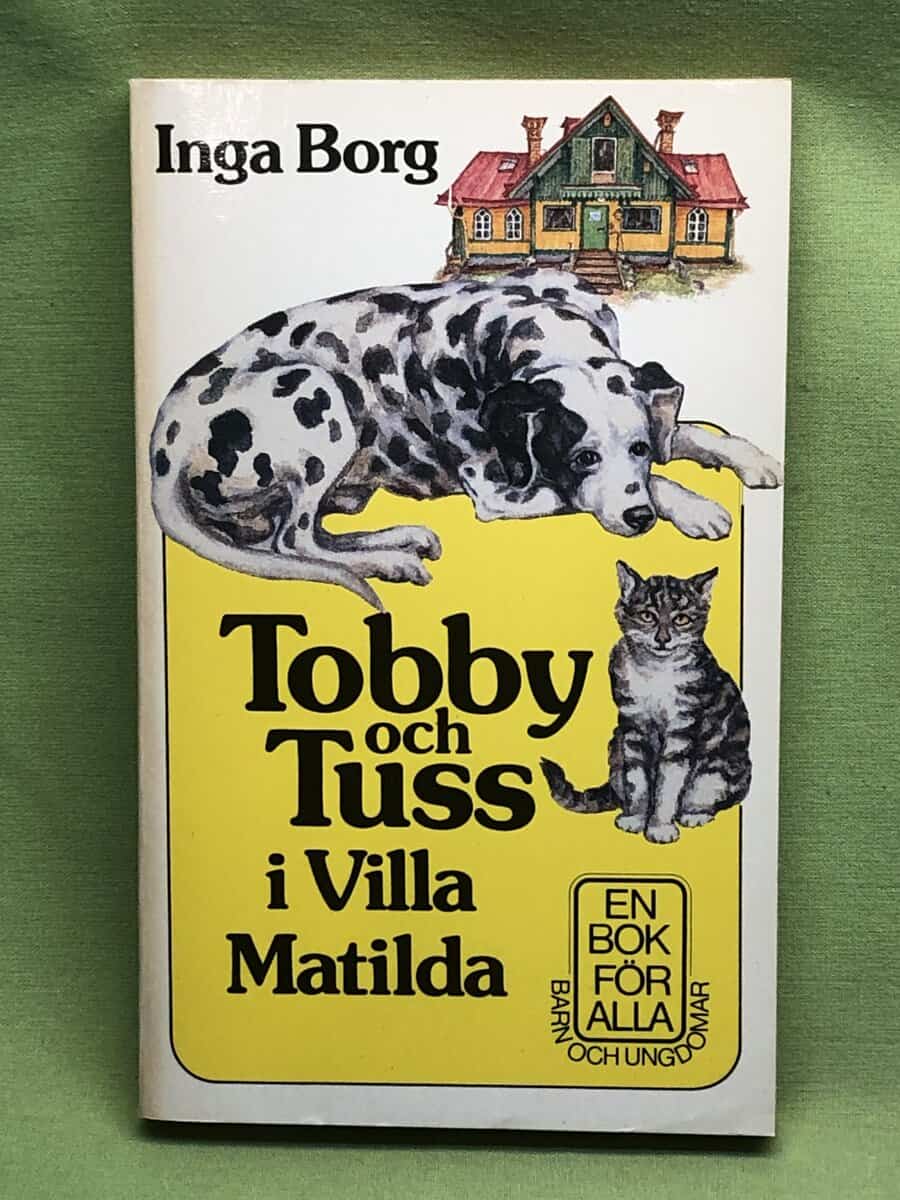 Inga Borg
Tobby
och
Tuss
i Villa
Matilda
EN
BOK
FÖR
ALLA
BARN OCH UNGDOMAR